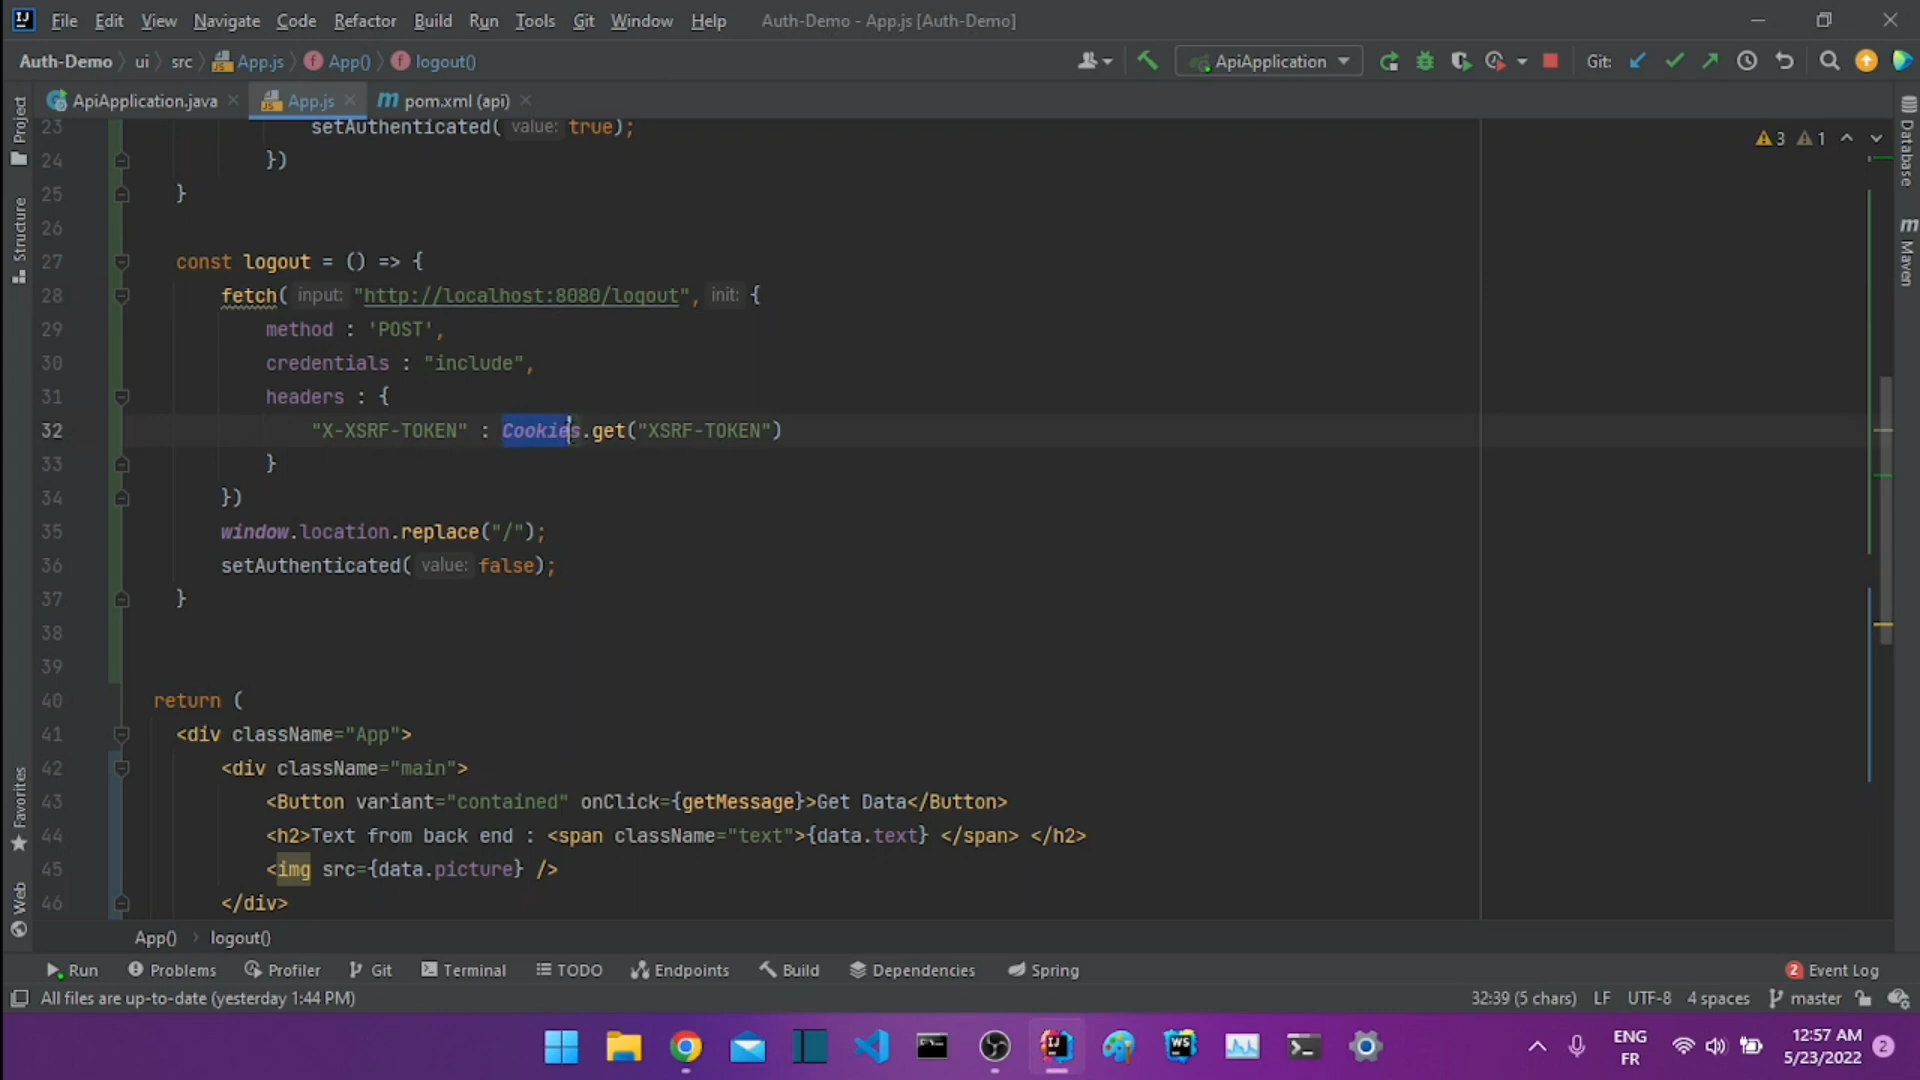 File Edit View Navigate Code Refactor Build Run Tools Git Window Help Auth-Demo - App.js [Auth-Demo]
Auth-Demo ui src App.js App() logout() ApiApplication Git:
ApiApplication.java App.js pom.xml (api)
Project
Structure
Favorites
Web
Database
Maven
3 1
23 setAuthenticated( value: true);
24 })
25 }
26
27 const logout = () => {
28 fetch( input: "http://localhost:8080/logout", init: {
29 method : 'POST',
30 credentials : "include",
31 headers : {
32 "X-XSRF-TOKEN" : Cookies.get("XSRF-TOKEN")
33 }
34 })
35 window.location.replace("/");
36 setAuthenticated( value: false);
37 }
38
39
40 return (
41 <div className="App">
42 <div className="main">
43 <Button variant="contained" onClick={getMessage}>Get Data</Button>
44 <h2>Text from back end : <span className="text">{data.text} </span> </h2>
45 <img src={data.picture} />
46 </div>
App() logout()
Run Problems Profiler Git Terminal TODO Endpoints Build Dependencies Spring 2 Event Log
All files are up-to-date (yesterday 1:44 PM) 32:39 (5 chars) LF UTF-8 4 spaces master
ENG
FR
12:57 AM
5/23/2022
2